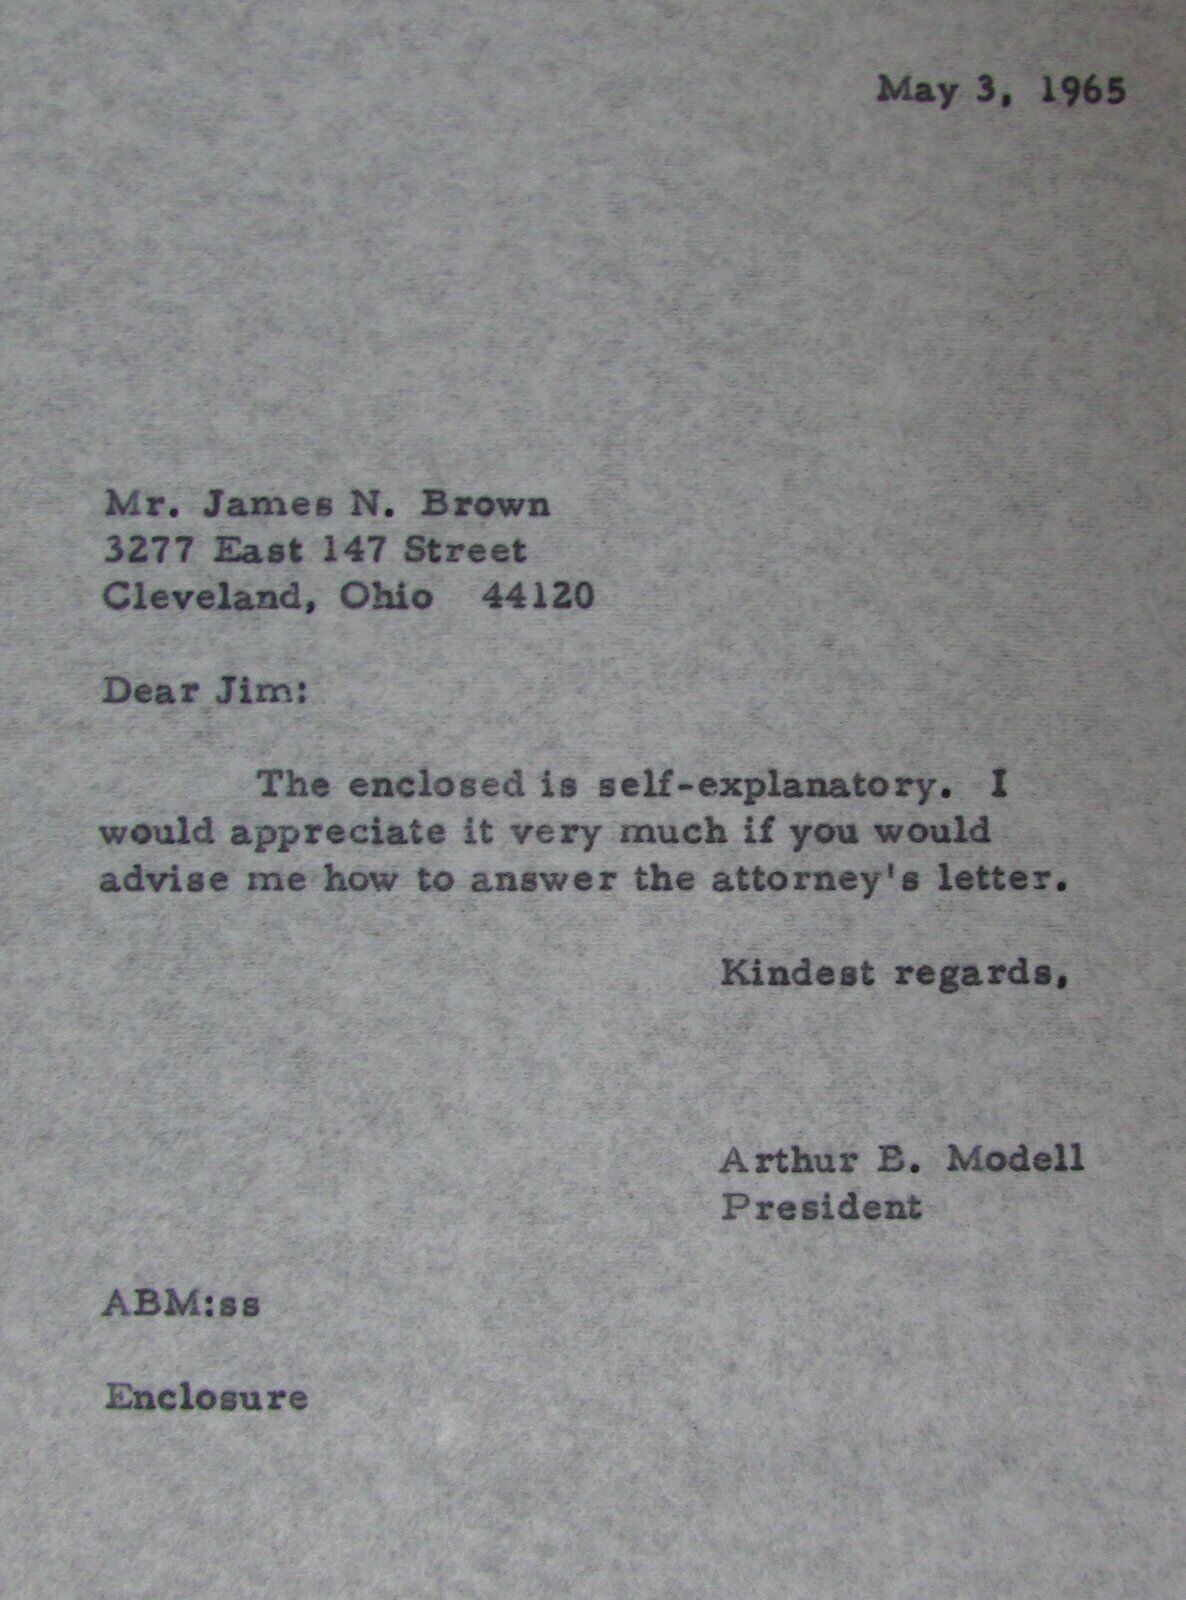 May 3, 1965
Mr. James N. Brown
3277 East 147 Street
Cleveland, Ohio  44120
Dear Jim:
The enclosed is self-explanatory.  I
would appreciate it very much if you would
advise me how to answer the attorney's letter.
Kindest regards,
Arthur B. Modell
President
ABM:ss
Enclosure